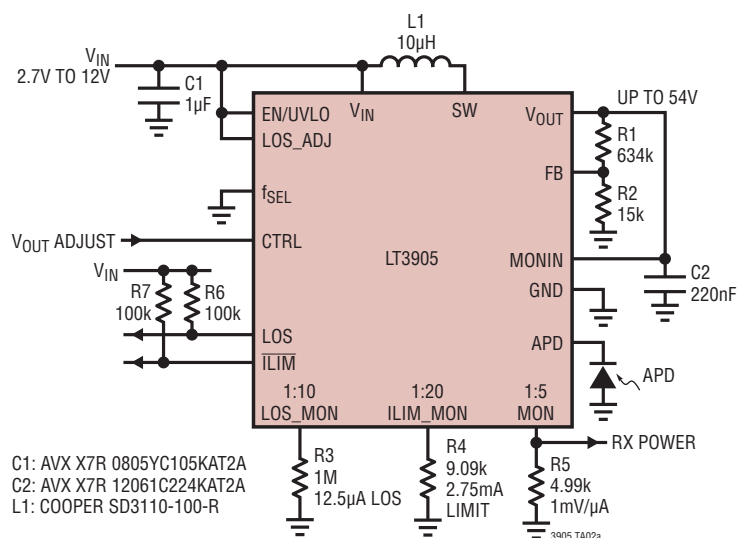 L1
10µH
VIN
2.7V TO 12V
C1
1µF
EN/UVLO
VIN
SW
VOUT
UP TO 54V
LOS_ADJ
R1
634k
FB
R2
15k
fSEL
VOUT ADJUST
CTRL
LT3905
MONIN
VIN
C2
220nF
GND
R7
100k
R6
100k
LOS
ILIM
APD
APD
1:10
LOS_MON
1:20
ILIM_MON
1:5
MON
RX POWER
R3
1M
12.5µA LOS
R4
9.09k
2.75mA
LIMIT
R5
4.99k
1mV/µA
C1: AVX X7R 0805YC105KAT2A
C2: AVX X7R 12061C224KAT2A
L1: COOPER SD3110-100-R
3905 TA02a